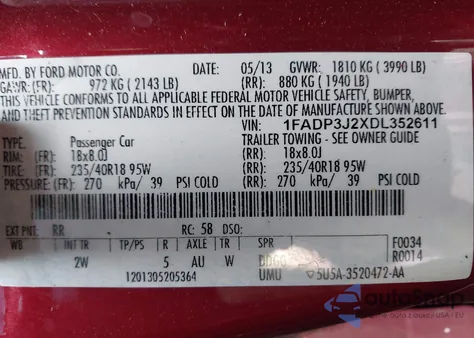 MFD. BY FORD MOTOR CO. DATE: 05/13 GVWR: 1810 KG (3990 LB)
GAWR: (FR): 972 KG (2143 LB) (RR): 880 KG (1940 LB)
THIS VEHICLE CONFORMS TO ALL APPLICABLE FEDERAL MOTOR VEHICLE SAFETY, BUMPER,
AND THEFT PREVENTION STANDARDS IN EFFECT ON THE DATE OF MANUFACTURE SHOWN ABOVE.
VIN: 1FADP3J2XDL352611
TYPE: Passenger Car TRAILER TOWING - SEE OWNER GUIDE
RIM: (FR): 18x8.0J (RR): 18x8.0J
TIRE: (FR): 235/40R18 95W (RR): 235/40R18 95W
PRESSURE: (FR): 270 kPa/ 39 PSI COLD (RR): 270 kPa/ 39 PSI COLD
EXT PNT: RR RC: 58 DSO: F0034
WB INT TR TP/PS R AXLE TR SPR R0014
2W 5 AU W
1201305205364 UMU 5U5A-3520472-AA
autoSnap